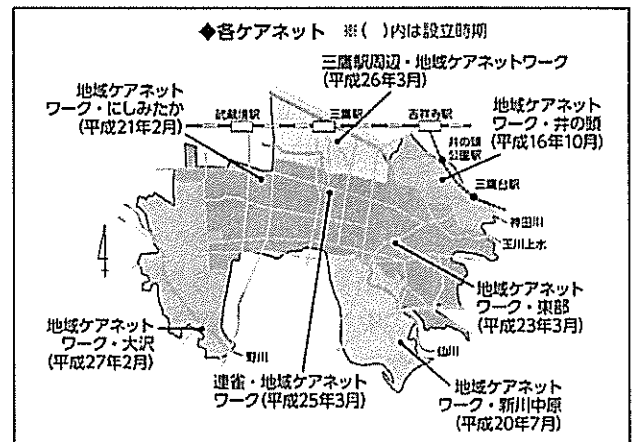 ◆各ケアネット ※( )内は設立時期
三鷹駅周辺・地域ケアネットワーク
(平成26年3月)
地域ケアネット
ワーク・にしみたか
(平成21年2月)
地域ケアネット
ワーク・井の頭
(平成16年10月)
武蔵境駅
三鷹駅
吉祥寺駅
井の頭
公園駅
三鷹台駅
神田川
玉川上水
地域ケアネット
ワーク・東部
(平成23年3月)
地域ケアネット
ワーク・大沢
(平成27年2月)
野川
連雀・地域ケアネット
ワーク(平成25年3月)
仙川
地域ケアネット
ワーク・新川中原
(平成20年7月)